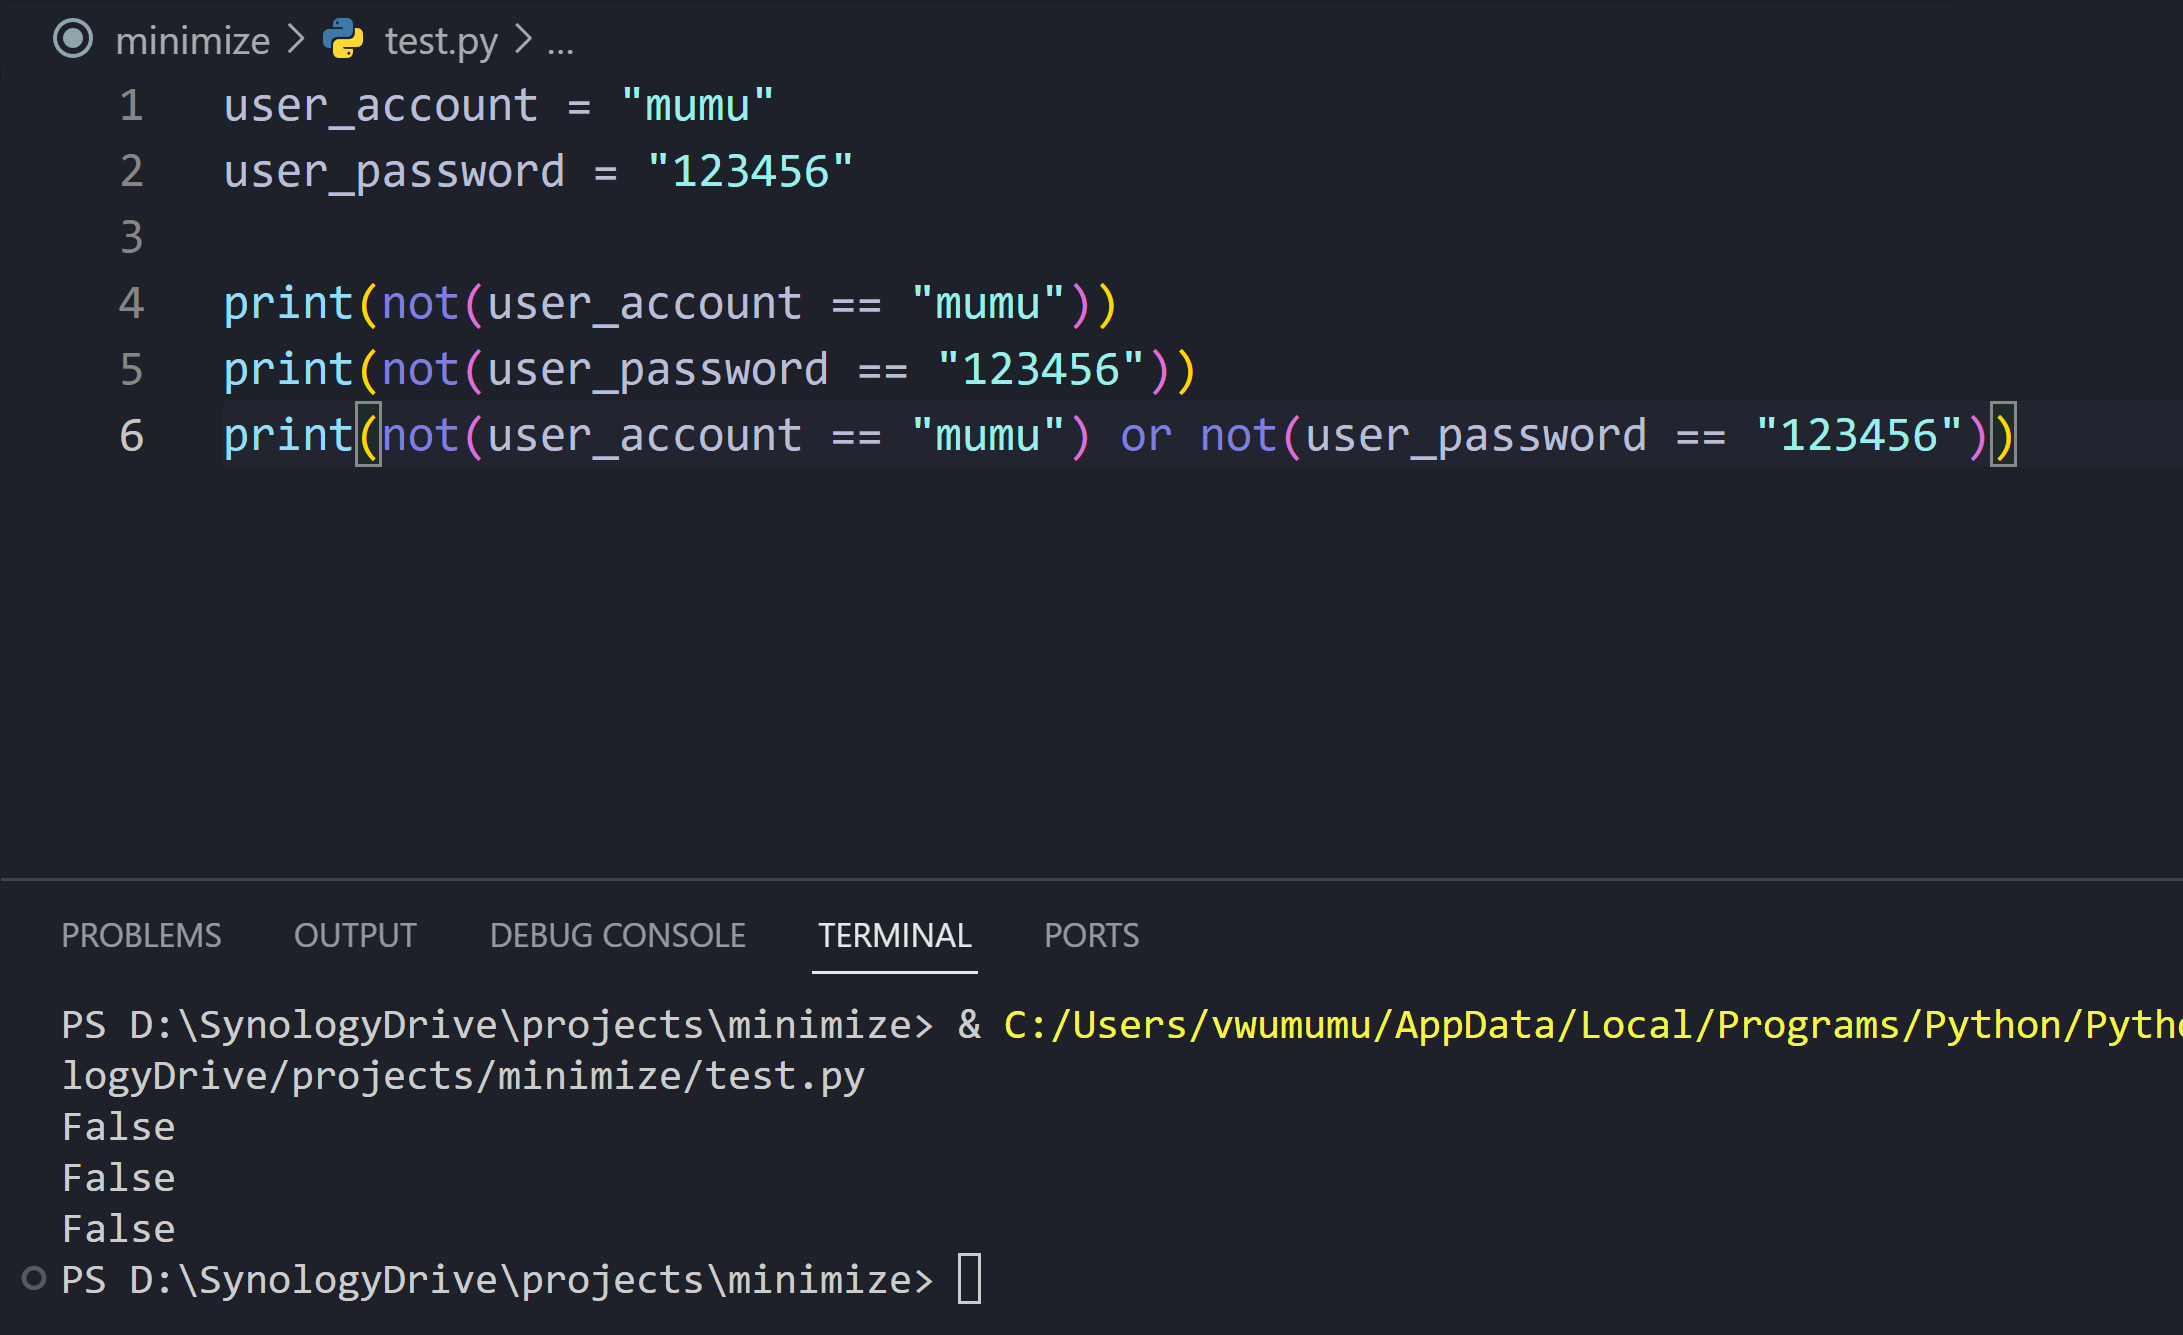 minimize > test.py > ...
1 user_account = "mumu"
2 user_password = "123456"
3
4 print(not(user_account == "mumu"))
5 print(not(user_password == "123456"))
6 print(not(user_account == "mumu") or not(user_password == "123456"))
PROBLEMS OUTPUT DEBUG CONSOLE TERMINAL PORTS
PS D:\SynologyDrive\projects\minimize> & C:/Users/vwumumu/AppData/Local/Programs/Python/Pytho
logyDrive/projects/minimize/test.py
False
False
False
PS D:\SynologyDrive\projects\minimize>